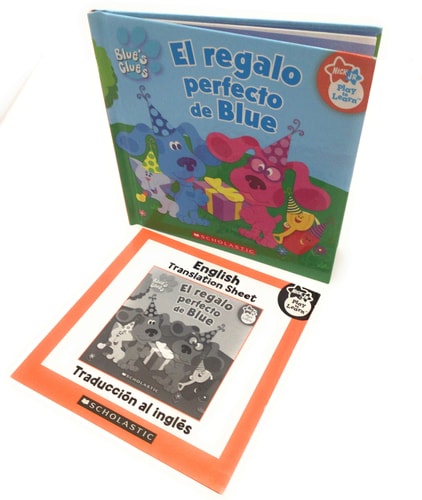 Blue's
Clues
El regalo
perfecto
de Blue
NICK JR.
Play
to
Learn
SCHOLASTIC
English
Translation Sheet
El regalo
perfecto
de Blue
Play
to
Learn
SCHOLASTIC
Traducción al inglés
SCHOLASTIC